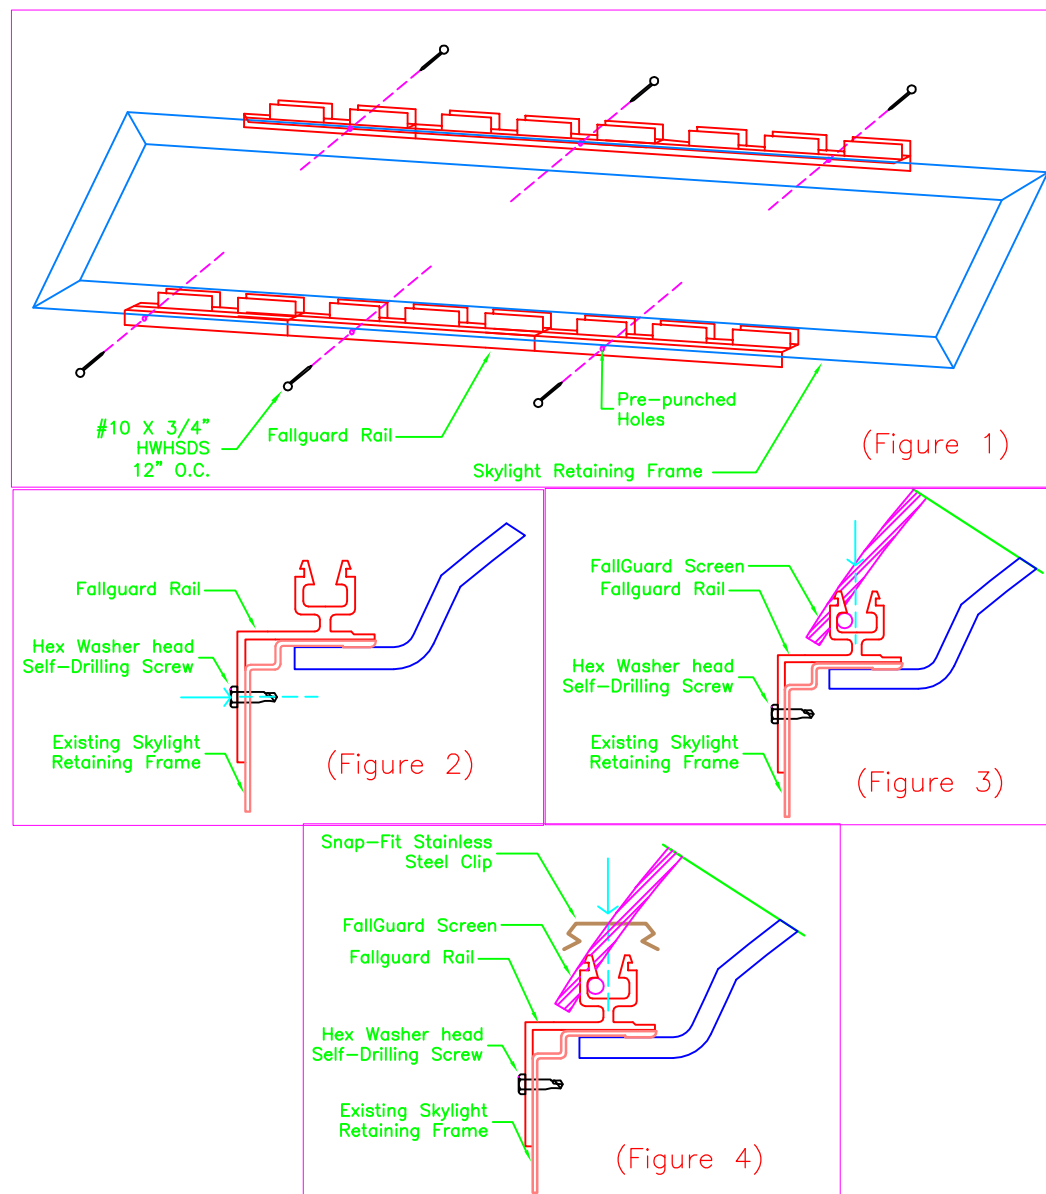 #10 X 3/4"
HWHSDS
12" O.C.
Fallguard Rail
Pre-punched
Holes
Skylight Retaining Frame
(Figure 1)
Fallguard Rail
Hex Washer head
Self-Drilling Screw
Existing Skylight
Retaining Frame
(Figure 2)
FallGuard Screen
Fallguard Rail
Hex Washer head
Self-Drilling Screw
Existing Skylight
Retaining Frame
(Figure 3)
Snap-Fit Stainless
Steel Clip
FallGuard Screen
Fallguard Rail
Hex Washer head
Self-Drilling Screw
Existing Skylight
Retaining Frame
(Figure 4)